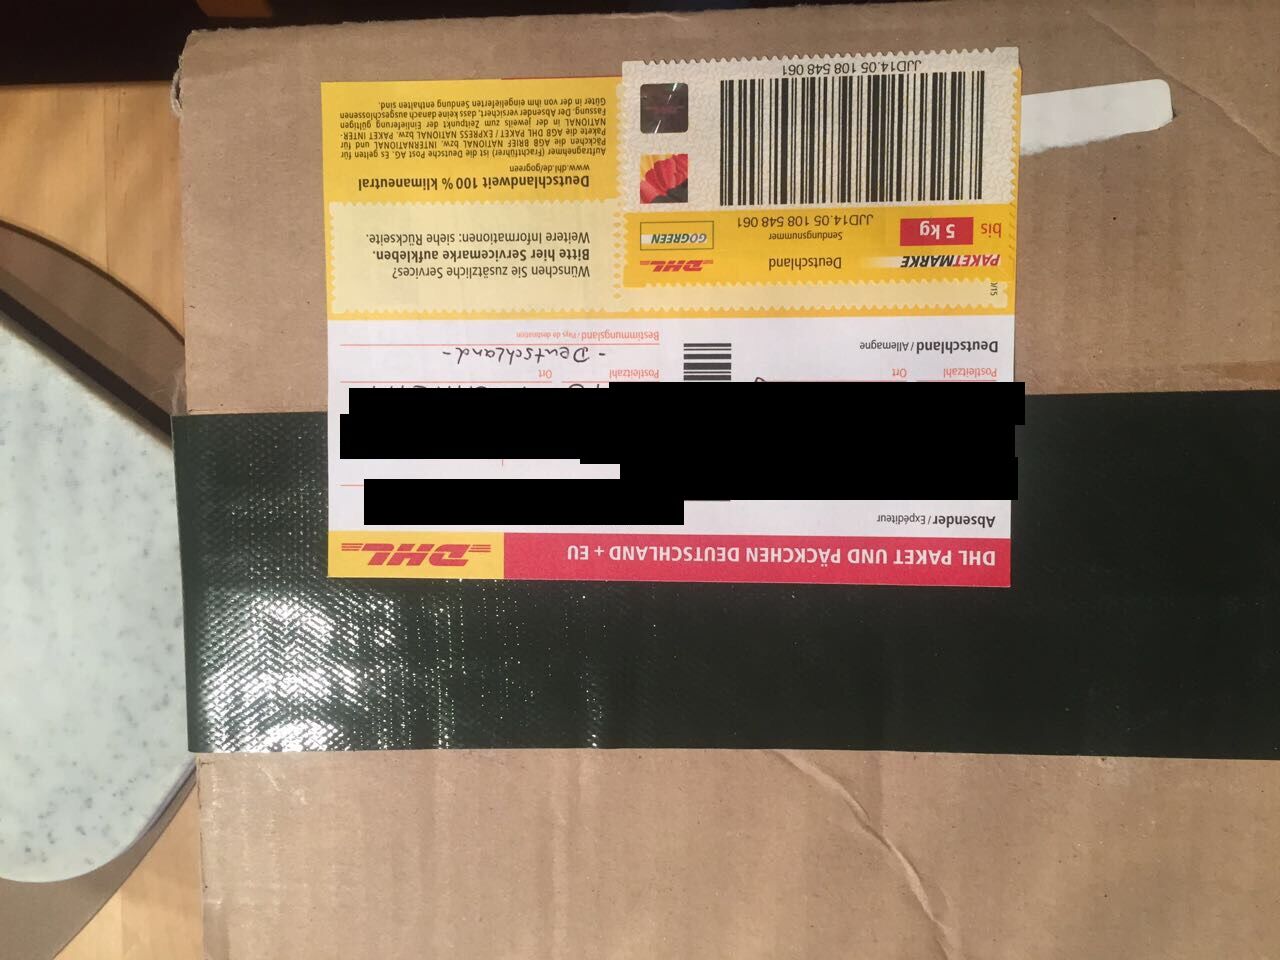 DHL PAKET UND PÄCKCHEN DEUTSCHLAND + EU
DHL
Absender / Expéditeur
Postleitzahl
Ort
Deutschland / Allemagne
Postleitzahl
Ort
- Deutschland -
Bestimmungsland - Pays de destination
V15
PAKETMARKE
Deutschland
DHL
bis
5 kg
Sendungsnummer
JJD14.05 108 548 061
GOGREEN
JJD14.05 108 548 061
Wünschen Sie zusätzliche Services?
Bitte hier Servicemarke aufkleben.
Weitere Informationen: siehe Rückseite.
Deutschlandweit 100 % klimaneutral
www.dhl.de/gogreen
Auftragnehmer (Frachtführer) ist die Deutsche Post AG. Es gelten für
Päckchen die AGB BRIEF NATIONAL bzw. INTERNATIONAL und für
Pakete die AGB DHL PAKET / EXPRESS NATIONAL bzw. PAKET INTER-
NATIONAL in der jeweils zum Zeitpunkt der Einlieferung gültigen
Fassung. Der Absender versichert, dass keine danach ausgeschlossenen
Güter in der von ihm eingelieferten Sendung enthalten sind.